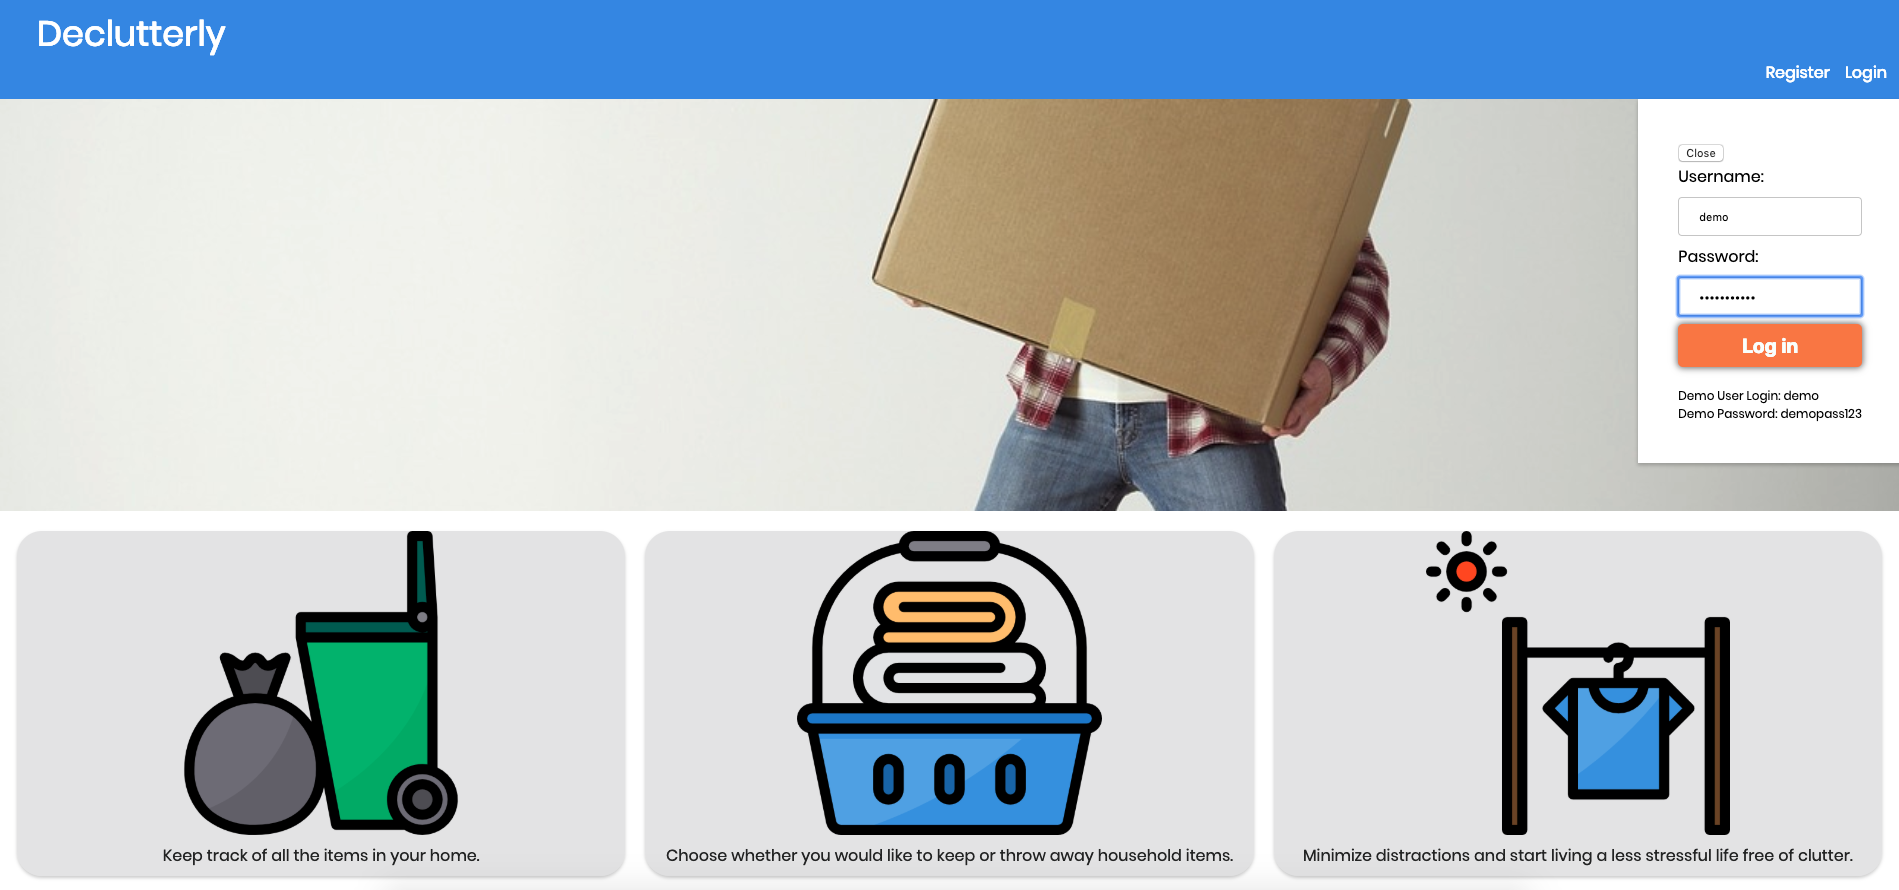 Declutterly
Register Login
Close
Username:
demo
Password:
•••••••••••
Log in
Demo User Login: demo
Demo Password: demopass123
Keep track of all the items in your home.
Choose whether you would like to keep or throw away household items.
Minimize distractions and start living a less stressful life free of clutter.